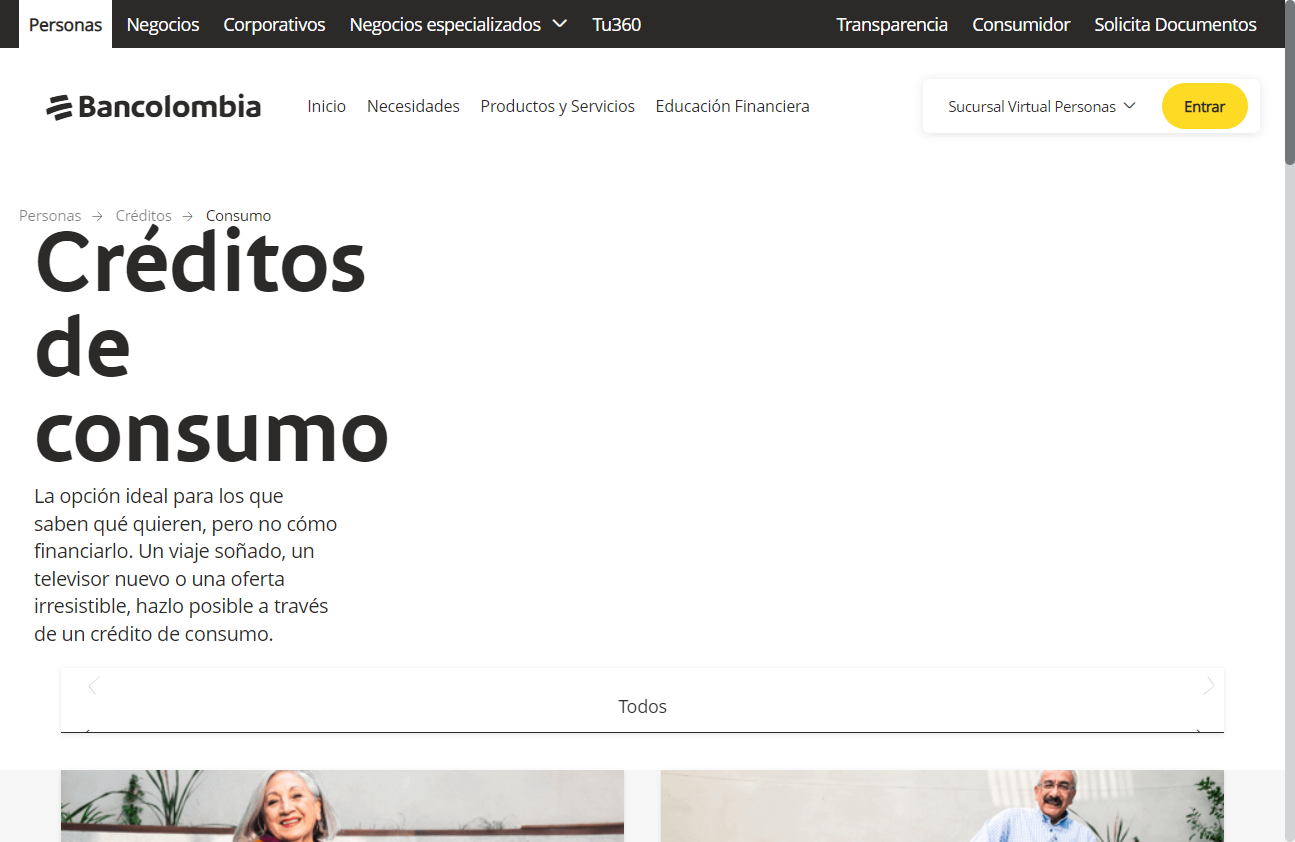 Personas Negocios Corporativos Negocios especializados Tu360 Transparencia Consumidor Solicita Documentos
Bancolombia Inicio Necesidades Productos y Servicios Educación Financiera Sucursal Virtual Personas Entrar
Personas Créditos Consumo
Créditos
de
consumo
La opción ideal para los que
saben qué quieren, pero no cómo
financiarlo. Un viaje soñado, un
televisor nuevo o una oferta
irresistible, hazlo posible a través
de un crédito de consumo.
Todos